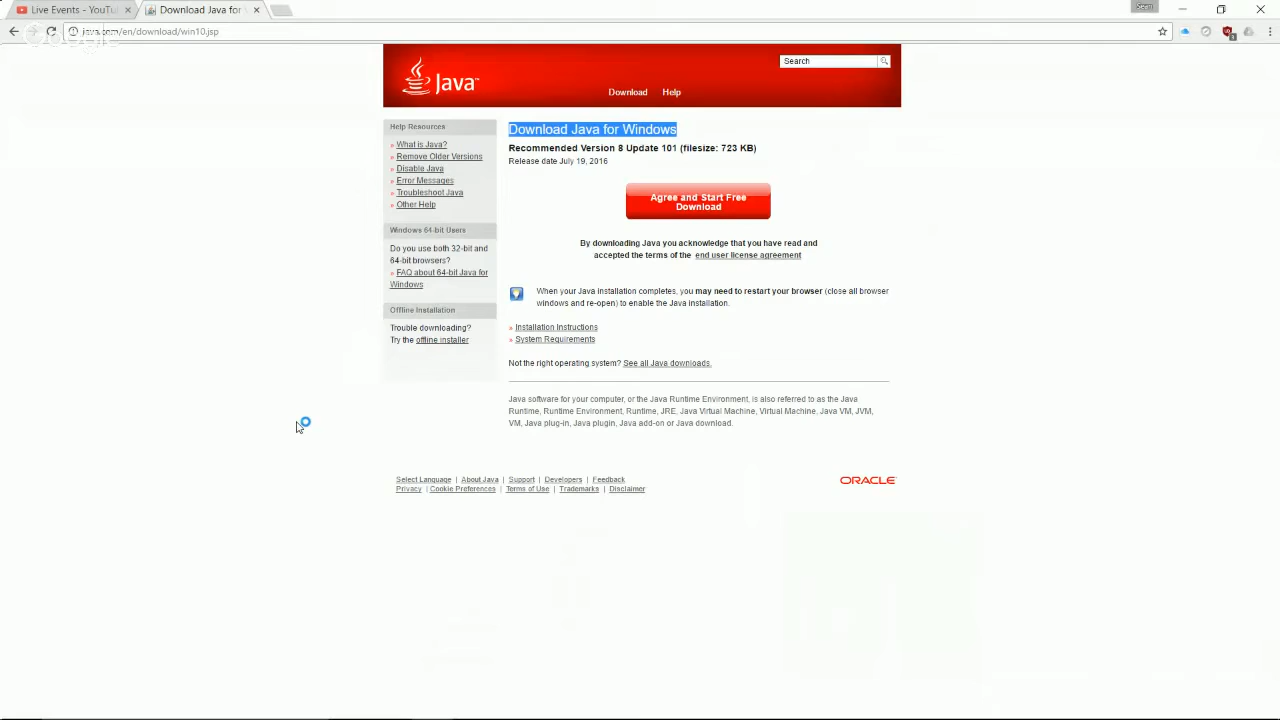 Live Events - YouTu
Download Java for
Sean
java.com/en/download/win10.jsp
Google
Java™
Search
Download Help
Help Resources
» What is Java?
» Remove Older Versions
» Disable Java
» Error Messages
» Troubleshoot Java
» Other Help
Windows 64-bit Users
Do you use both 32-bit and
64-bit browsers?
» FAQ about 64-bit Java for
Windows
Offline Installation
Trouble downloading?
Try the offline installer
Download Java for Windows
Recommended Version 8 Update 101 (filesize: 723 KB)
Release date July 19, 2016
Agree and Start Free
Download
By downloading Java you acknowledge that you have read and
accepted the terms of the end user license agreement
When your Java installation completes, you may need to restart your browser (close all browser
windows and re-open) to enable the Java installation.
» Installation Instructions
» System Requirements
Not the right operating system? See all Java downloads.
Java software for your computer, or the Java Runtime Environment, is also referred to as the Java
Runtime, Runtime Environment, Runtime, JRE, Java Virtual Machine, Virtual Machine, Java VM, JVM,
VM, Java plug-in, Java plugin, Java add-on or Java download.
Select Language | About Java | Support | Developers | Feedback
Privacy | Cookie Preferences | Terms of Use | Trademarks | Disclaimer
ORACLE